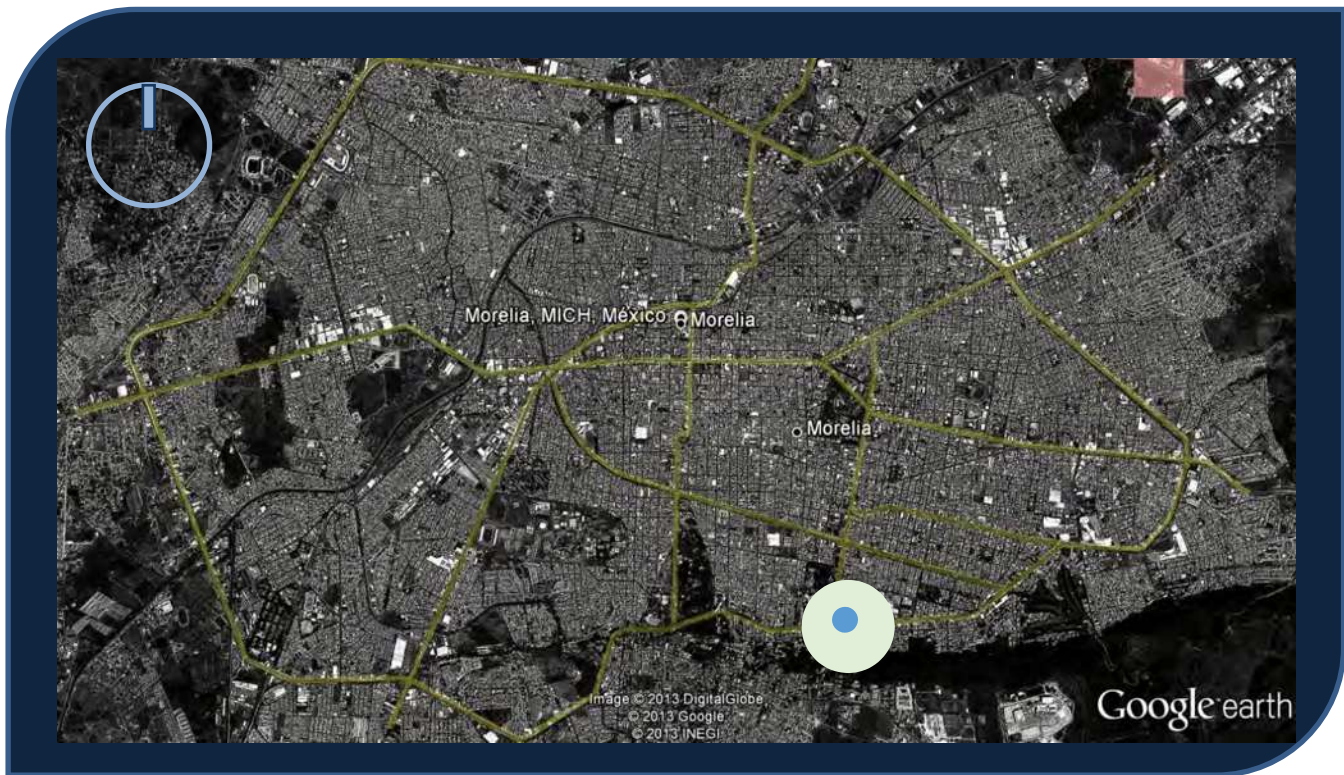 Morelia, MICH, México
Morelia
Morelia
Image © 2013 DigitalGlobe
© 2013 Google
© 2013 INEGI
Google earth